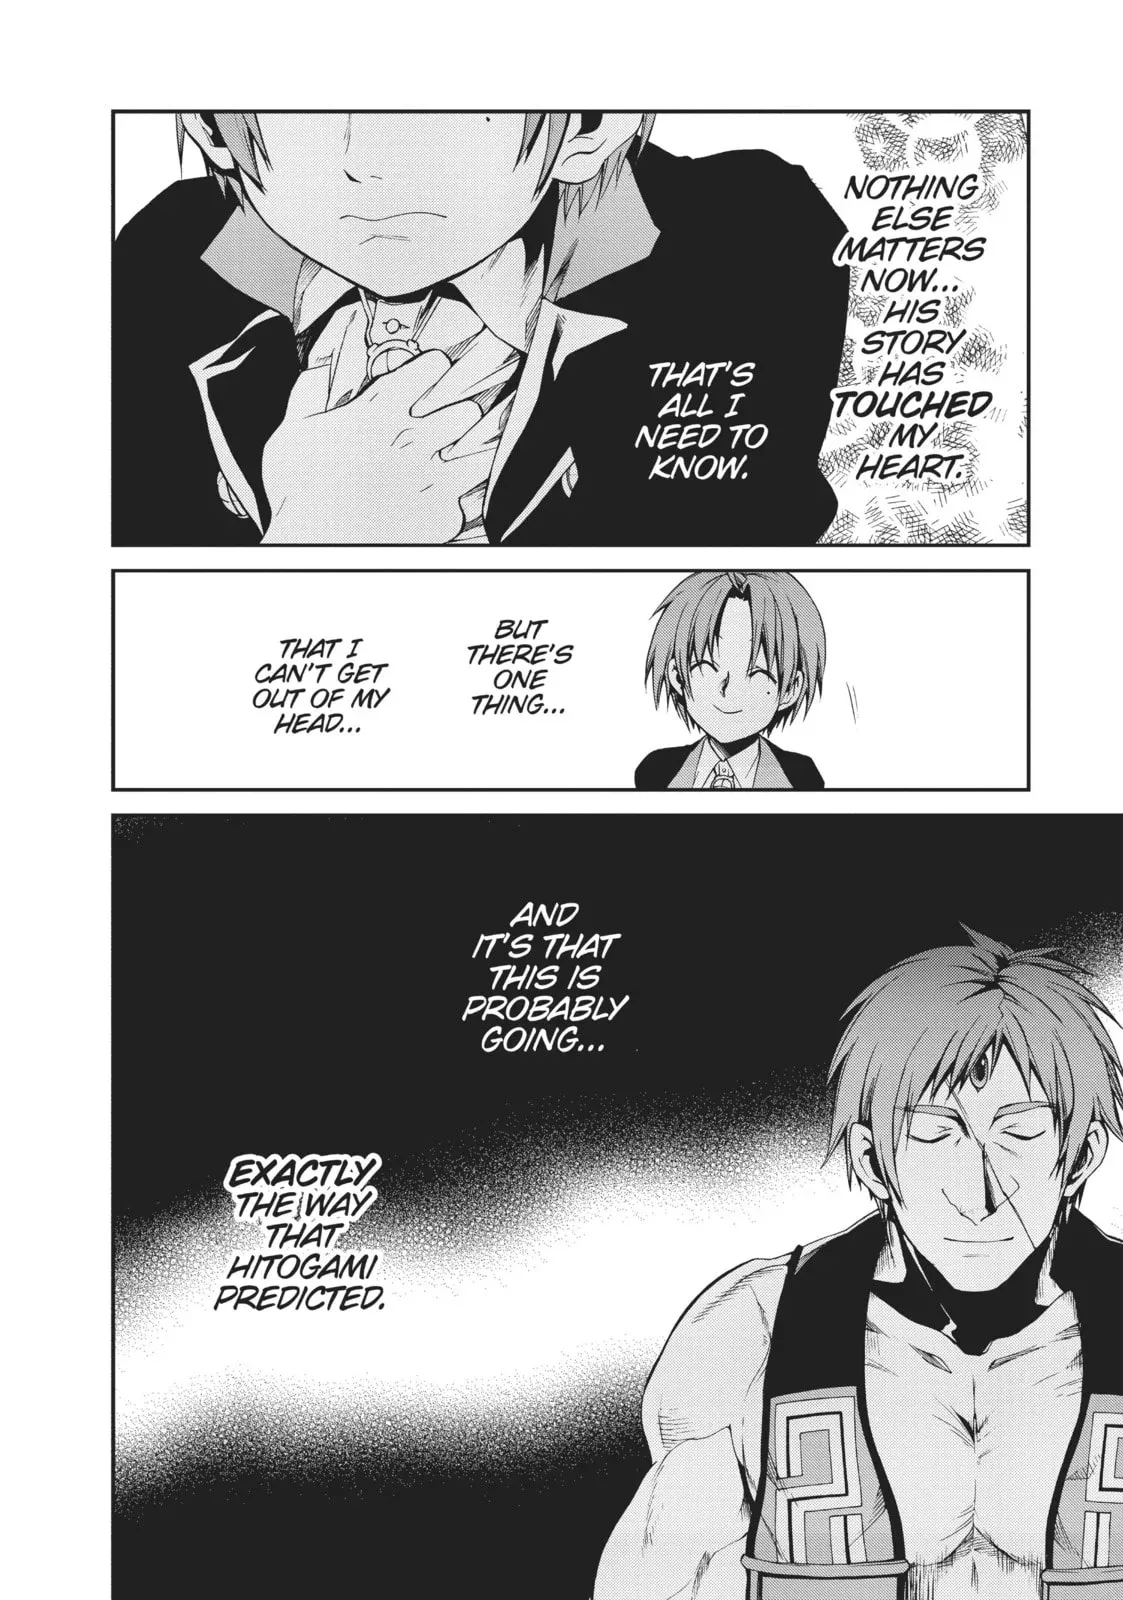 NOTHING
ELSE
MATTERS
NOW...
HIS
STORY
HAS
TOUCHED
MY
HEART.
THAT'S
ALL I
NEED TO
KNOW.
BUT
THERE'S
ONE
THING...
THAT I
CAN'T GET
OUT OF MY
HEAD...
AND
IT'S THAT
THIS IS
PROBABLY
GOING...
EXACTLY
THE WAY
THAT
HITOGAMI
PREDICTED.